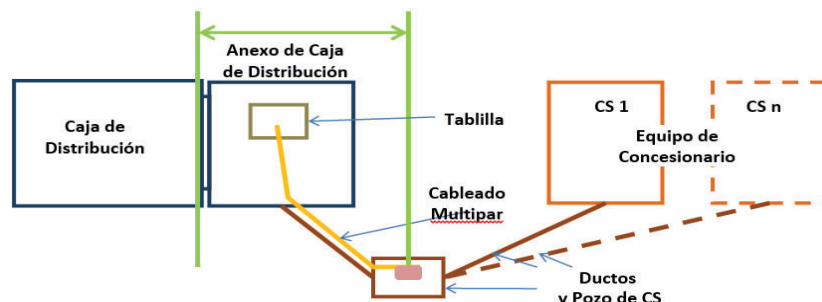 Anexo de Caja
de Distribución
Caja de
Distribución
Tablilla
CS 1
CS n
Equipo de
Concesionario
Cableado
Multipar
Ductos
y Pozo de CS